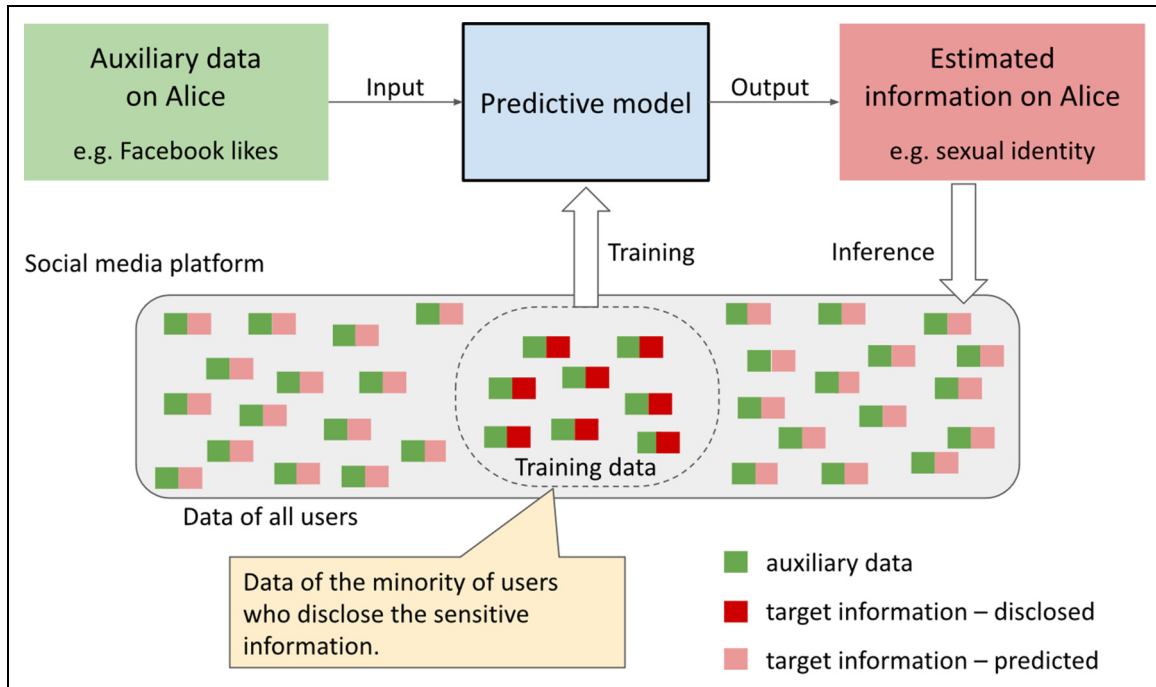 Auxiliary data
on Alice
e.g. Facebook likes
Input
Predictive model
Output
Estimated
information on Alice
e.g. sexual identity
Training
Inference
Social media platform
Training data
Data of all users
Data of the minority of users
who disclose the sensitive
information.
auxiliary data
target information – disclosed
target information – predicted